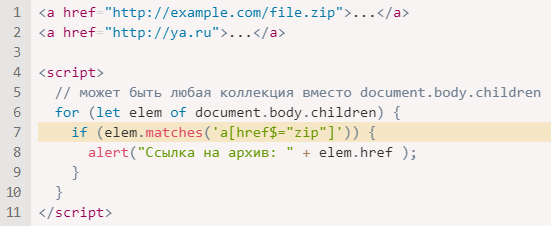 1 <a href="http://example.com/file.zip">...</a>
2 <a href="http://ya.ru">...</a>
3
4 <script>
5   // может быть любая коллекция вместо document.body.children
6   for (let elem of document.body.children) {
7     if (elem.matches('a[href$="zip"]')) {
8       alert("Ссылка на архив: " + elem.href );
9     }
10   }
11 </script>